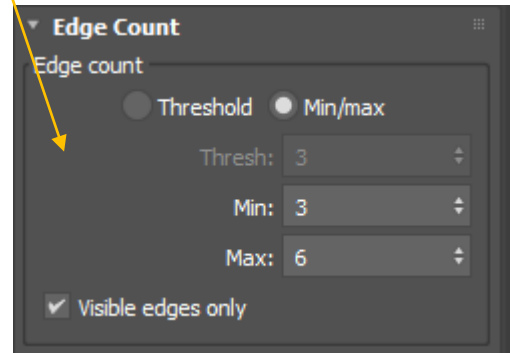 Edge Count
Edge count
Threshold Min/max
Thresh: 3
Min: 3
Max: 6
Visible edges only